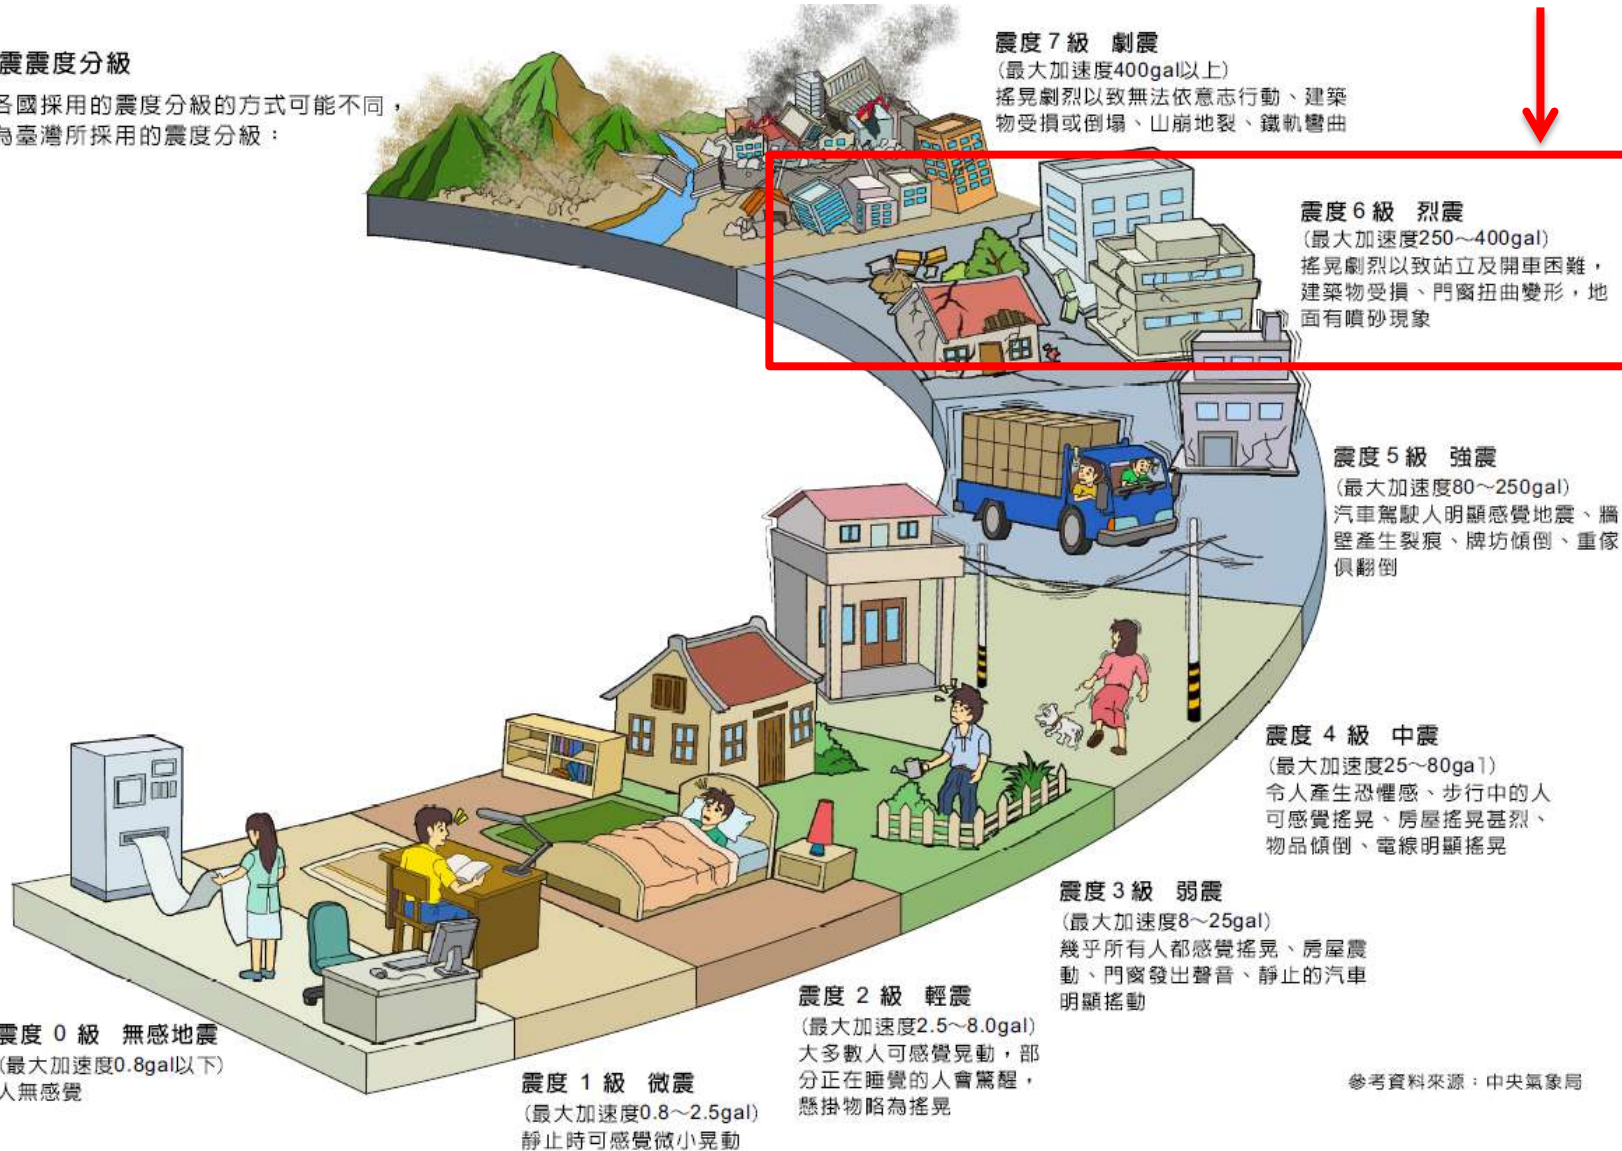 震震度分級
各國採用的震度分級的方式可能不同，
為臺灣所採用的震度分級：
震度7級 劇震
(最大加速度400gal以上)
搖晃劇烈以致無法依意志行動、建築
物受損或倒塌、山崩地裂、鐵軌彎曲
震度6級 烈震
(最大加速度250～400gal)
搖晃劇烈以致站立及開車困難，
建築物受損、門窗扭曲變形，地
面有噴砂現象
震度5級 強震
(最大加速度80～250gal)
汽車駕駛人明顯感覺地震、牆
壁產生裂痕、牌坊傾倒、重傢
俱翻倒
震度 4 級 中震
(最大加速度25～80gal)
令人產生恐懼感、步行中的人
可感覺搖晃、房屋搖晃甚烈、
物品傾倒、電線明顯搖晃
震度3級 弱震
(最大加速度8～25gal)
幾乎所有人都感覺搖晃、房屋震
動、門窗發出聲音、靜止的汽車
明顯搖動
震度 2 級 輕震
(最大加速度2.5～8.0gal)
大多數人可感覺晃動，部
分正在睡覺的人會驚醒，
懸掛物略為搖晃
震度 1 級 微震
(最大加速度0.8～2.5gal)
靜止時可感覺微小晃動
震度 0 級 無感地震
(最大加速度0.8gal以下)
人無感覺
參考資料來源：中央氣象局